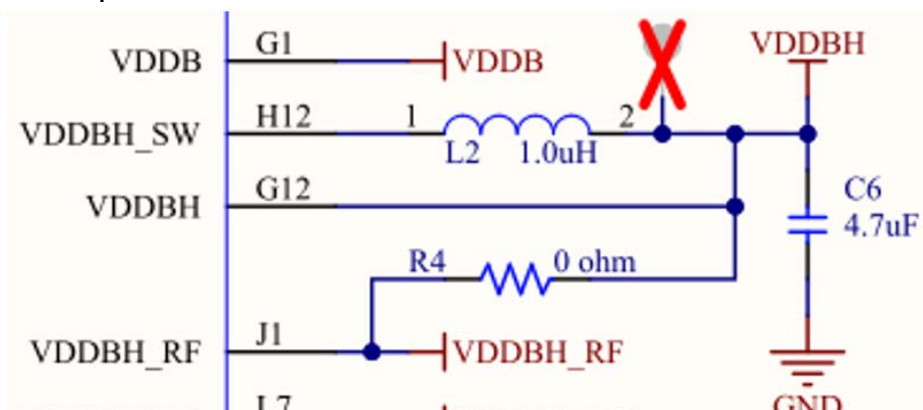 G1
VDDB
VDDB
VDDBH
H12
1
2
VDDBH_SW
L2
1.0uH
G12
VDDBH
C6
4.7uF
R4
0 ohm
J1
VDDBH_RF
VDDBH_RF
L7
GND